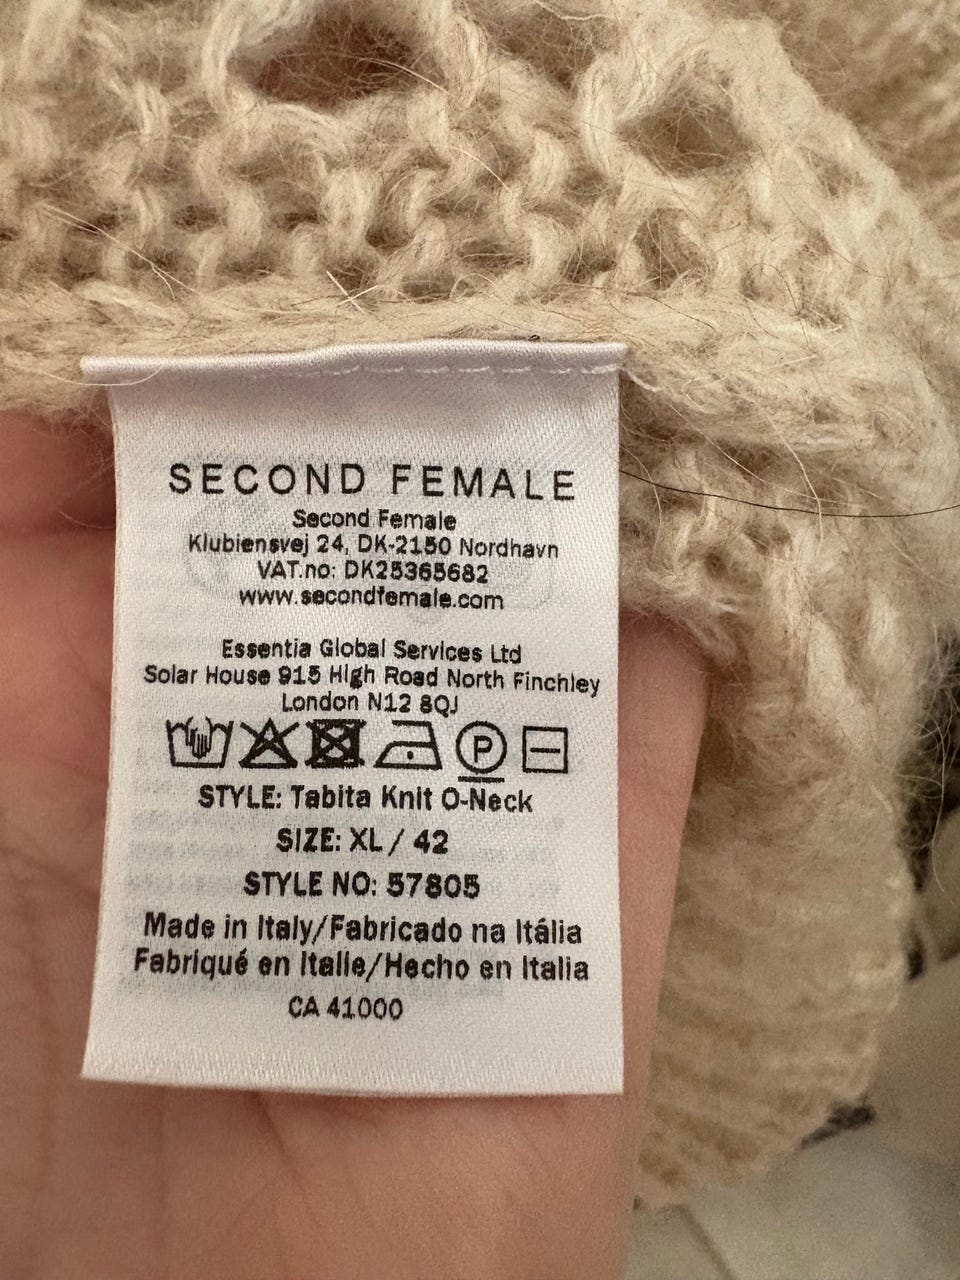 SECOND FEMALE
Second Female
Klubiensvej 24, DK-2150 Nordhavn
VAT.no: DK25365682
www.secondfemale.com
Essentia Global Services Ltd
Solar House 915 High Road North Finchley
London N12 8QJ
P
STYLE: Tabita Knit O-Neck
SIZE: XL / 42
STYLE NO: 57805
Made in Italy/Fabricado na Itália
Fabriqué en Italie/Hecho en Italia
CA 41000